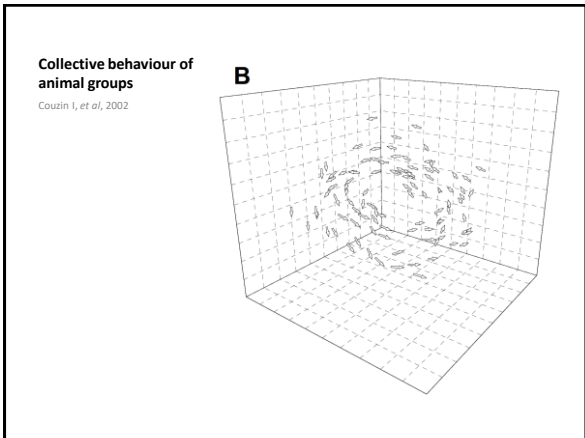 Collective behaviour of
animal groups
Couzin I, et al, 2002
B